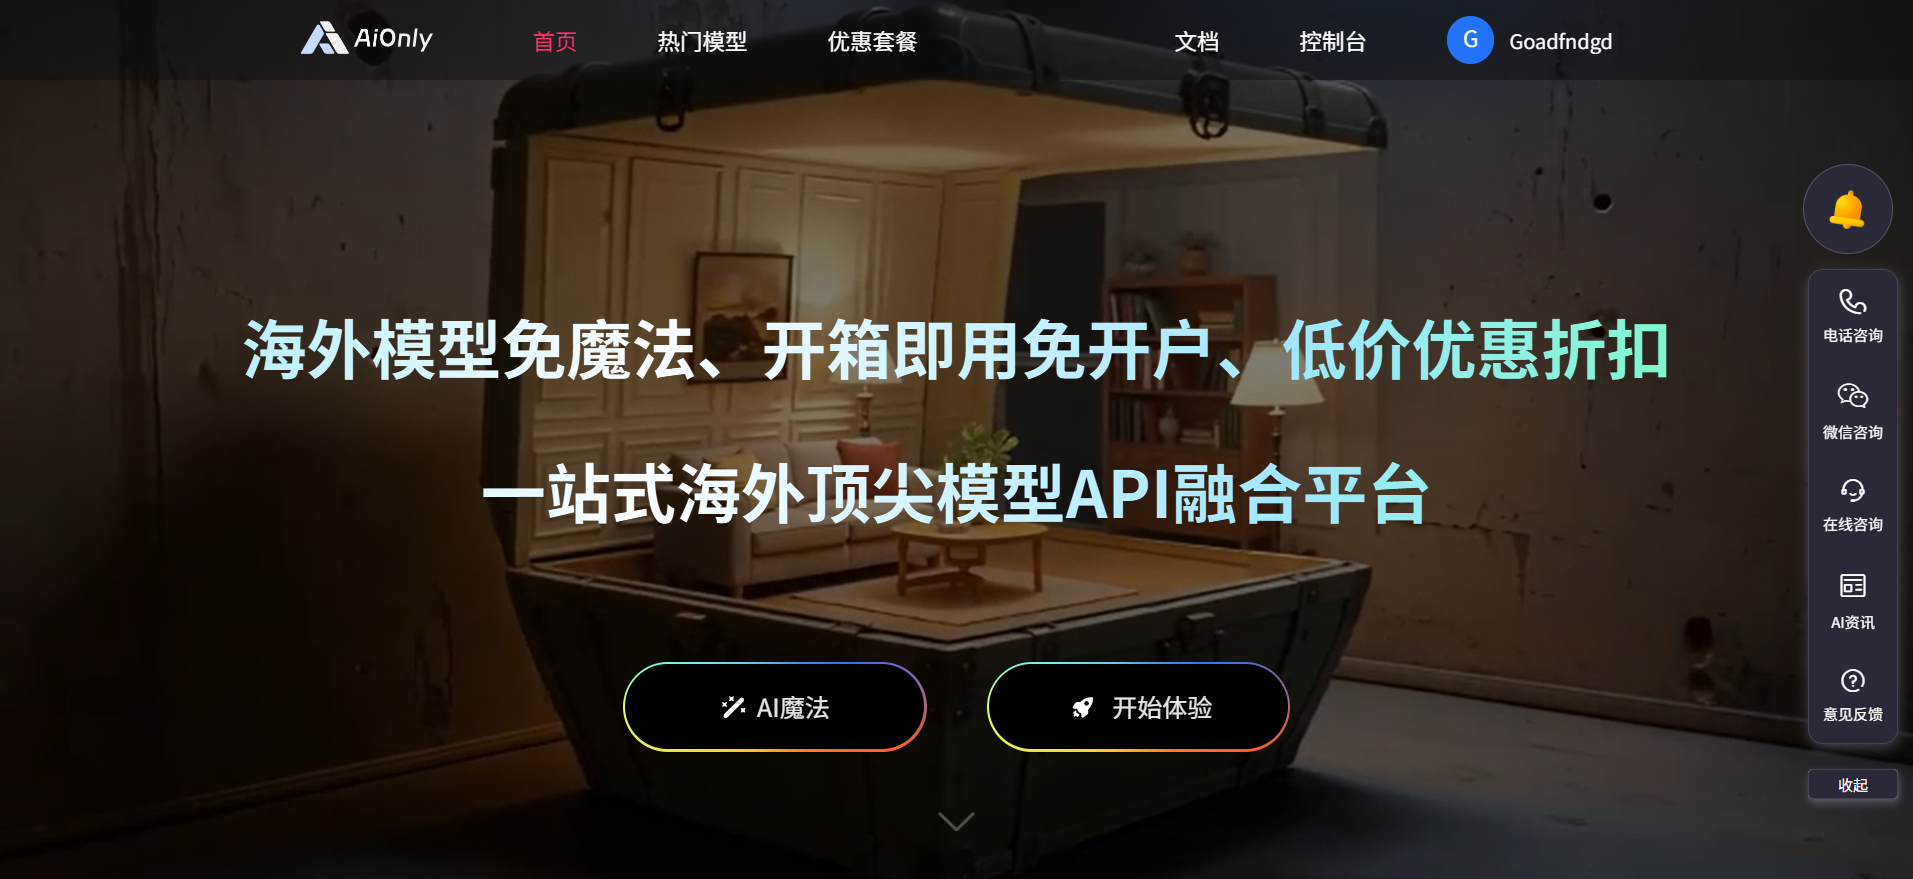 AiOnly
首页
热门模型
优惠套餐
文档
控制台
G
Goadfndgd
海外模型免魔法、开箱即用免开户、低价优惠折扣
一站式海外顶尖模型API融合平台
AI魔法
开始体验
电话咨询
微信咨询
在线咨询
AI资讯
意见反馈
收起